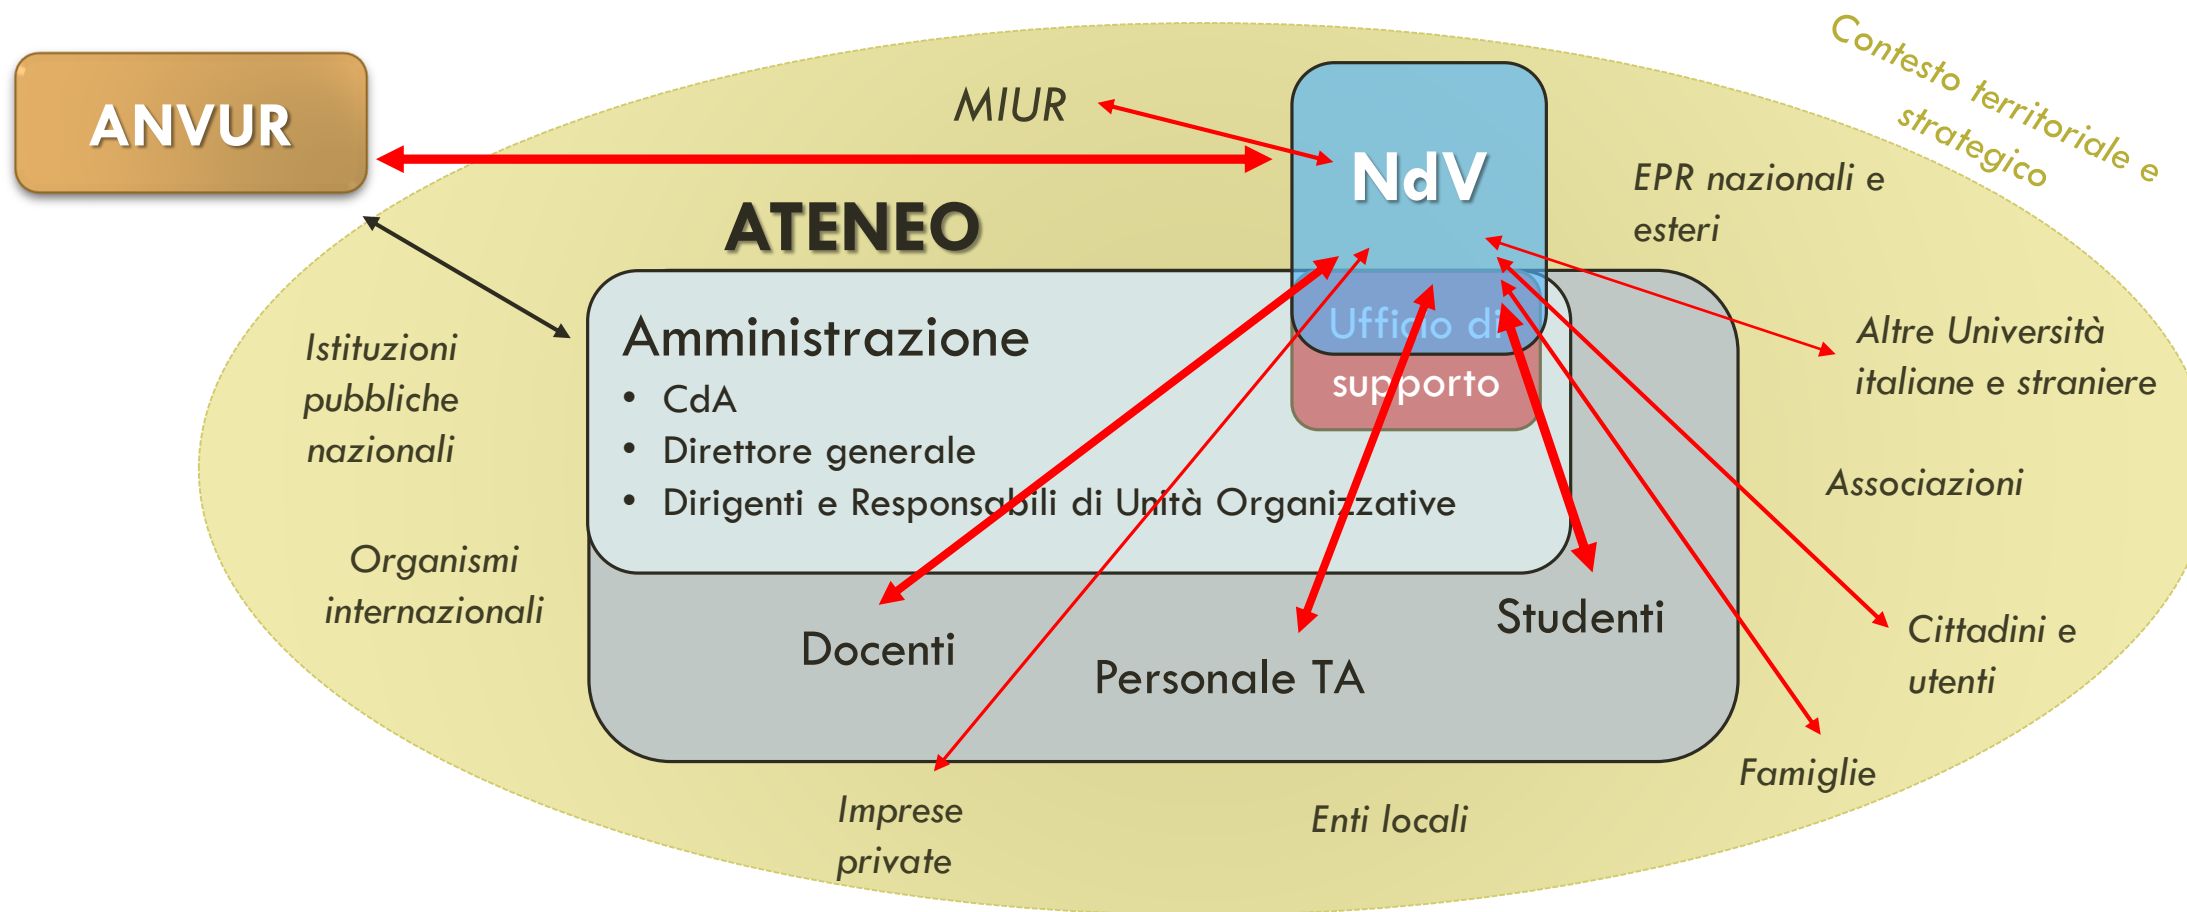 Contesto territoriale e
strategico
ANVUR
MIUR
NdV
EPR nazionali e
esteri
ATENEO
Istituzioni
pubbliche
nazionali
Organismi
internazionali
Amministrazione
• CdA
• Direttore generale
• Dirigenti e Responsabili di Unità Organizzative
Ufficio di
supporto
Altre Università
italiane e straniere
Associazioni
Docenti
Personale TA
Studenti
Cittadini e
utenti
Famiglie
Imprese
private
Enti locali